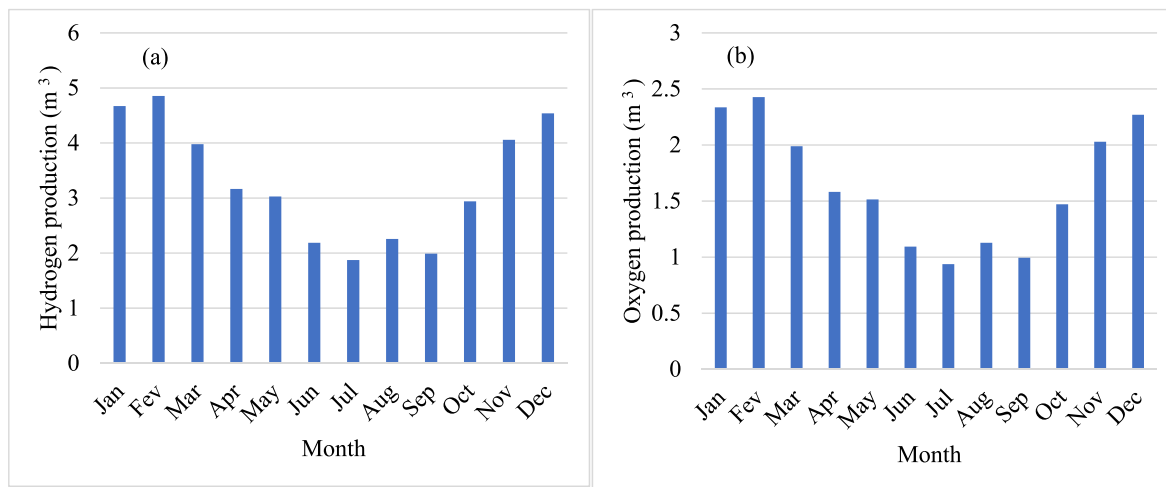 (a)
Hydrogen production (m ³ )
6
5
4
3
2
1
0
Jan Fev Mar Apr May Jun Jul Aug Sep Oct Nov Dec
Month
(b)
Oxygen production (m ³ )
3
2.5
2
1.5
1
0.5
0
Jan Fev Mar Apr May Jun Jul Aug Sep Oct Nov Dec
Month